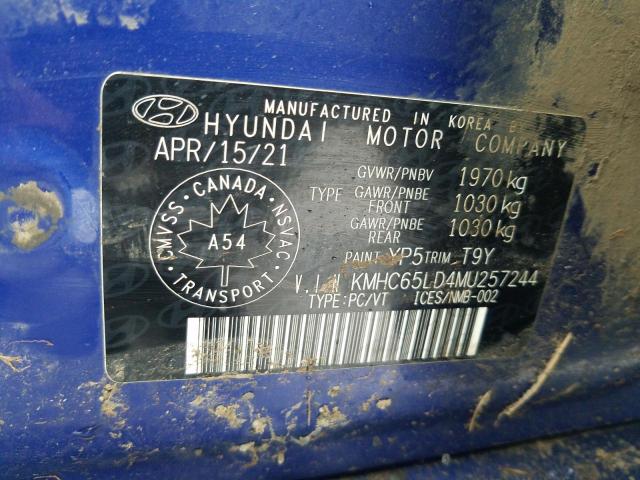 MANUFACTURED IN KOREA BY
HYUNDAI MOTOR COMPANY
APR/15/21
GVWR/PNBV 1970 kg
TYPE GAWR/PNBE FRONT 1030 kg
GAWR/PNBE REAR 1030 kg
PAINT YP5 TRIM T9Y
V.I.N KMHC65LD4MU257244
TYPE:PC/VT ICES/NMB-002
CANADA
CMVSS · NSVAC
A54
TRANSPORT